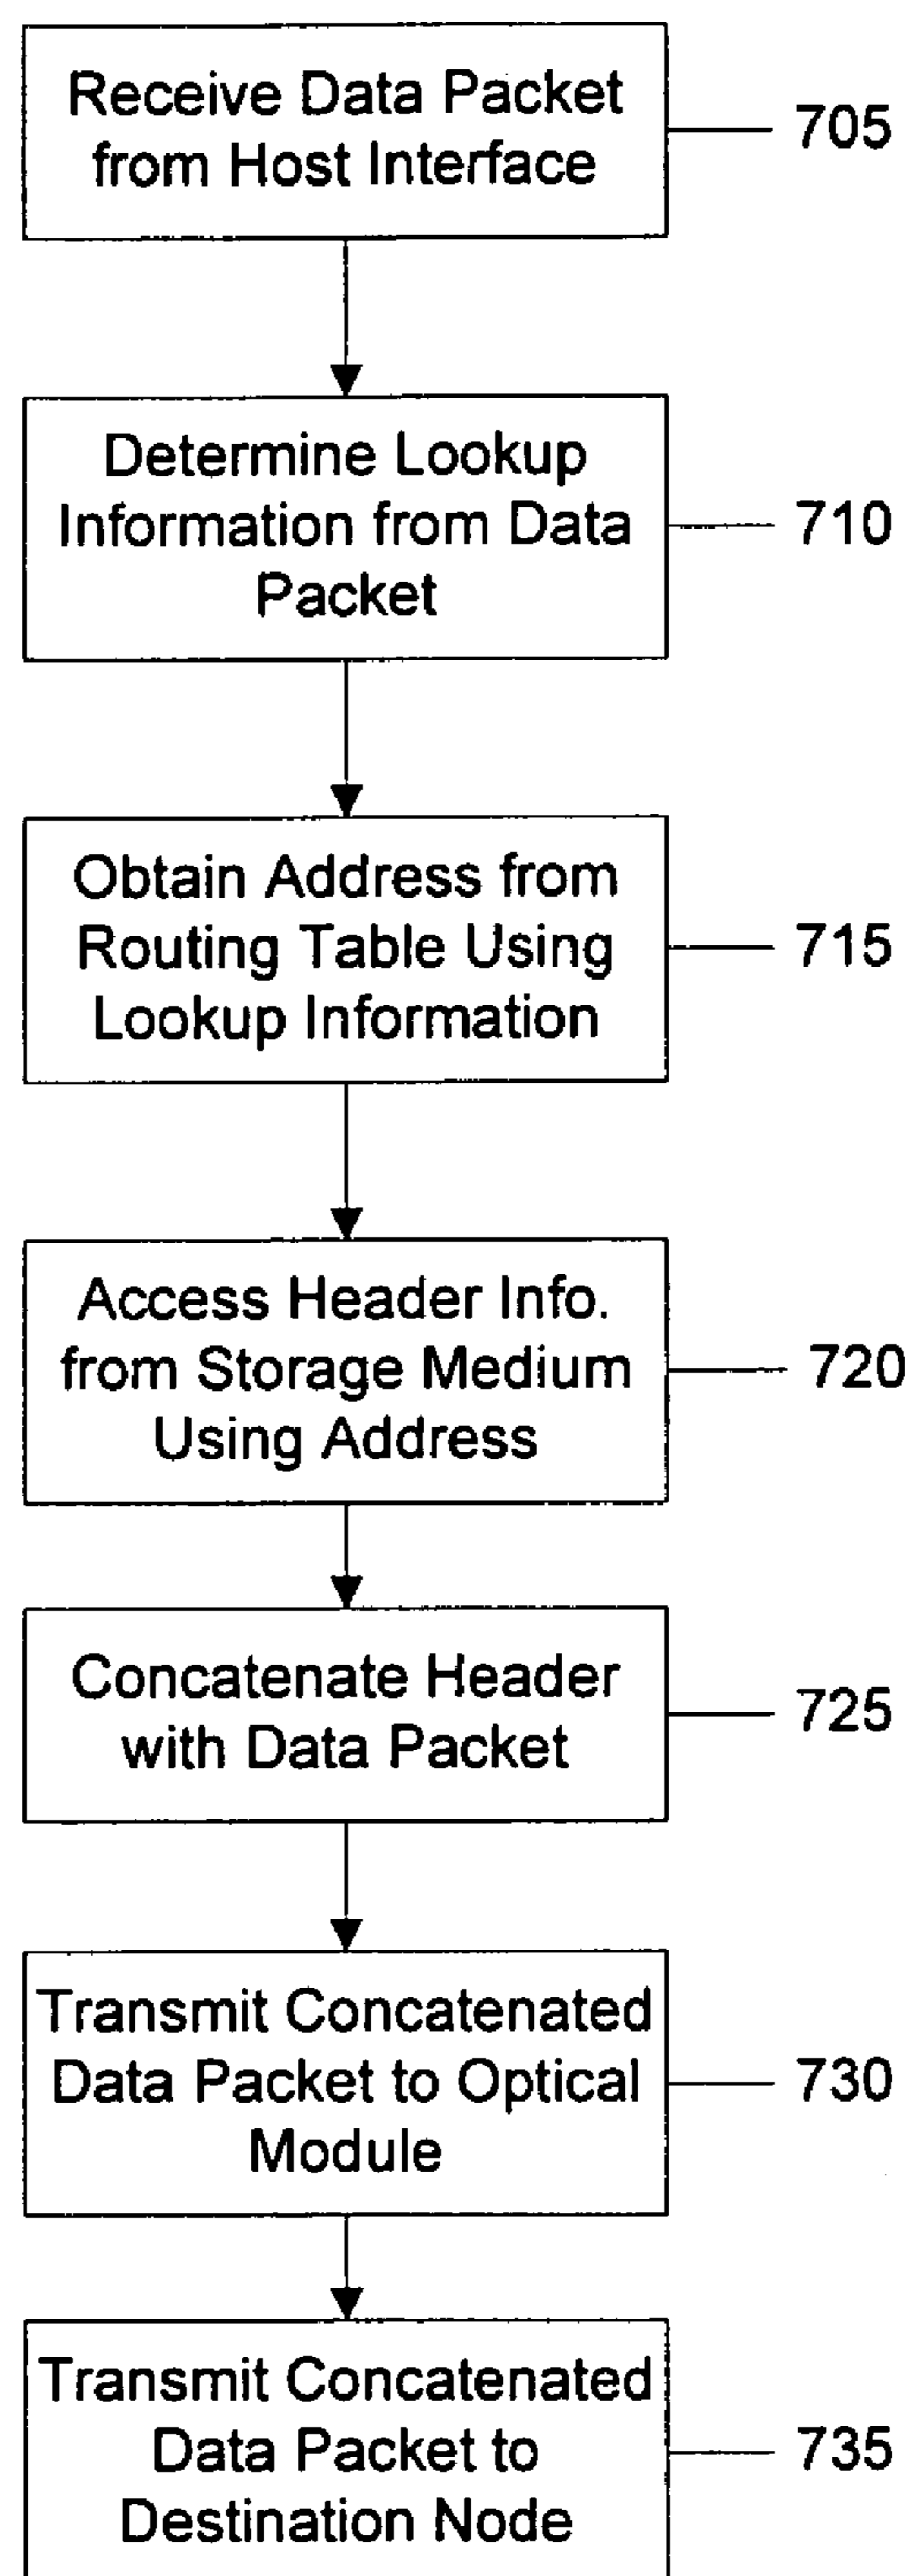 Receive Data Packet
from Host Interface
705
Determine Lookup
Information from Data
Packet
710
Obtain Address from
Routing Table Using
Lookup Information
715
Access Header Info.
from Storage Medium
Using Address
720
Concatenate Header
with Data Packet
725
Transmit Concatenated
Data Packet to Optical
Module
730
Transmit Concatenated
Data Packet to
Destination Node
735